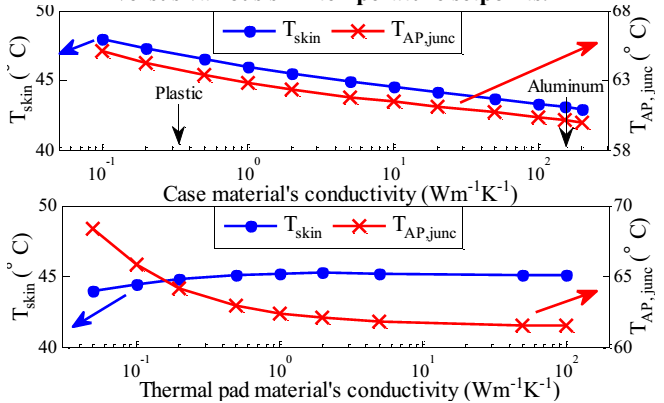 50
68
T_skin
T_AP,junc
T_skin (° C)
45
63
T_AP, junc (° C)
Plastic
Aluminum
40
58
10^-1
10^0
10^1
10^2
Case material's conductivity (Wm^-1K^-1)
50
70
T_skin
T_AP,junc
T_skin (° C)
45
65
T_AP,junc (° C)
40
60
10^-1
10^0
10^1
10^2
Thermal pad material's conductivity (Wm^-1K^-1)